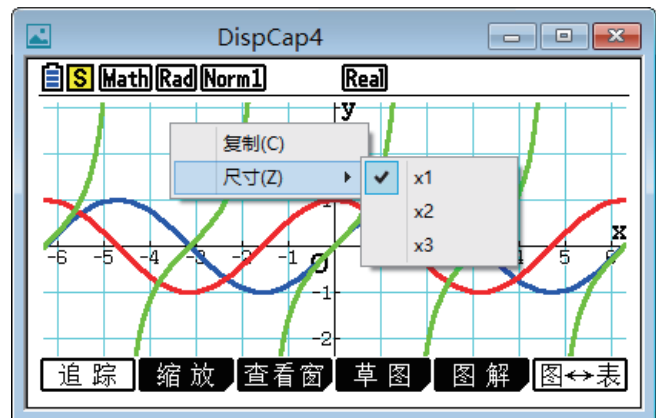 DispCap4
S Math Rad Norm1 Real
y
复制(C)
尺寸(Z)
✓ x1
x2
x3
1
x
-6 -5 -4 -3 -2 -1 O 4 5 6
-1
-2
追踪 缩放 查看窗 草图 图解 图↔表